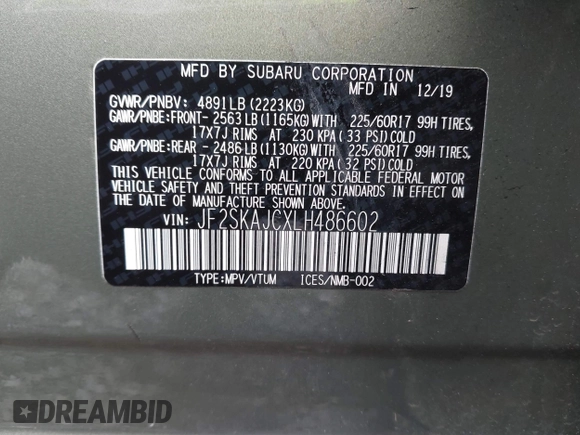 MFD BY SUBARU CORPORATION
MFD IN 12/19
GVWR/PNBV: 4891LB (2223KG)
GAWR/PNBE:FRONT- 2563LB(1165KG)WITH 225/60R17 99H TIRES,
17X7J RIMS AT 230 KPA( 33 PSI)COLD
GAWR/PNBE:REAR - 2486LB(1130KG)WITH 225/60R17 99H TIRES,
17X7J RIMS AT 220 KPA( 32 PSI)COLD
THIS VEHICLE CONFORMS TO ALL APPLICABLE FEDERAL MOTOR
VEHICLE SAFETY AND THEFT PREVENTION STANDARDS IN EFFECT ON
THE DATE OF MANUFACTURE SHOWN ABOVE.
VIN: JF2SKAJCXLH486602
TYPE:MPV/VTUM ICES/NMB-002
DREAMBID